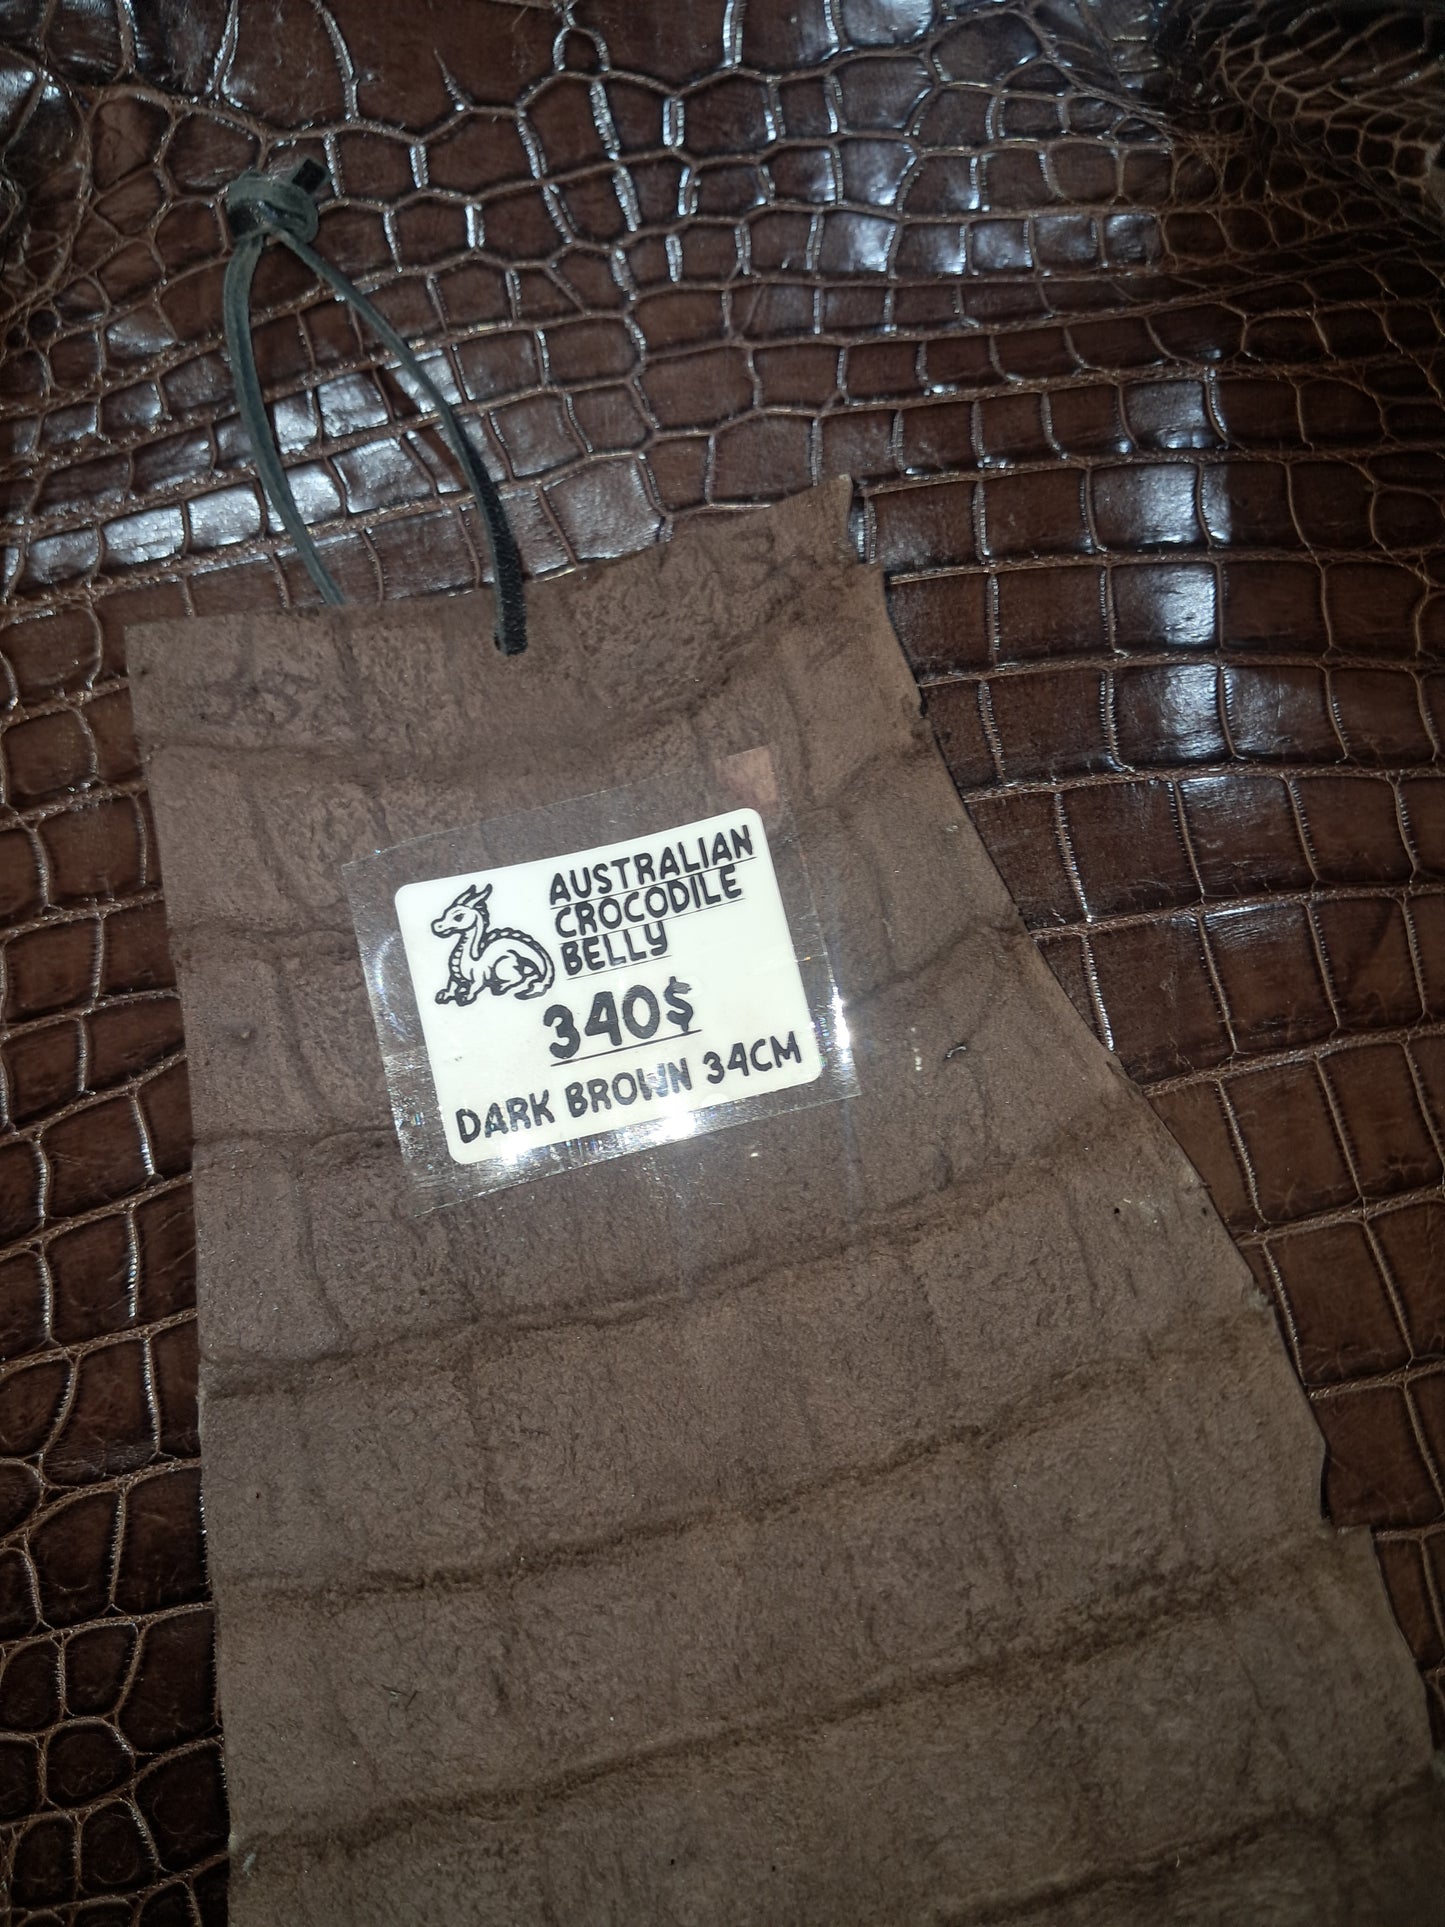 AUSTRALIAN
CROCODILE
BELLY
340$
DARK BROWN 34CM